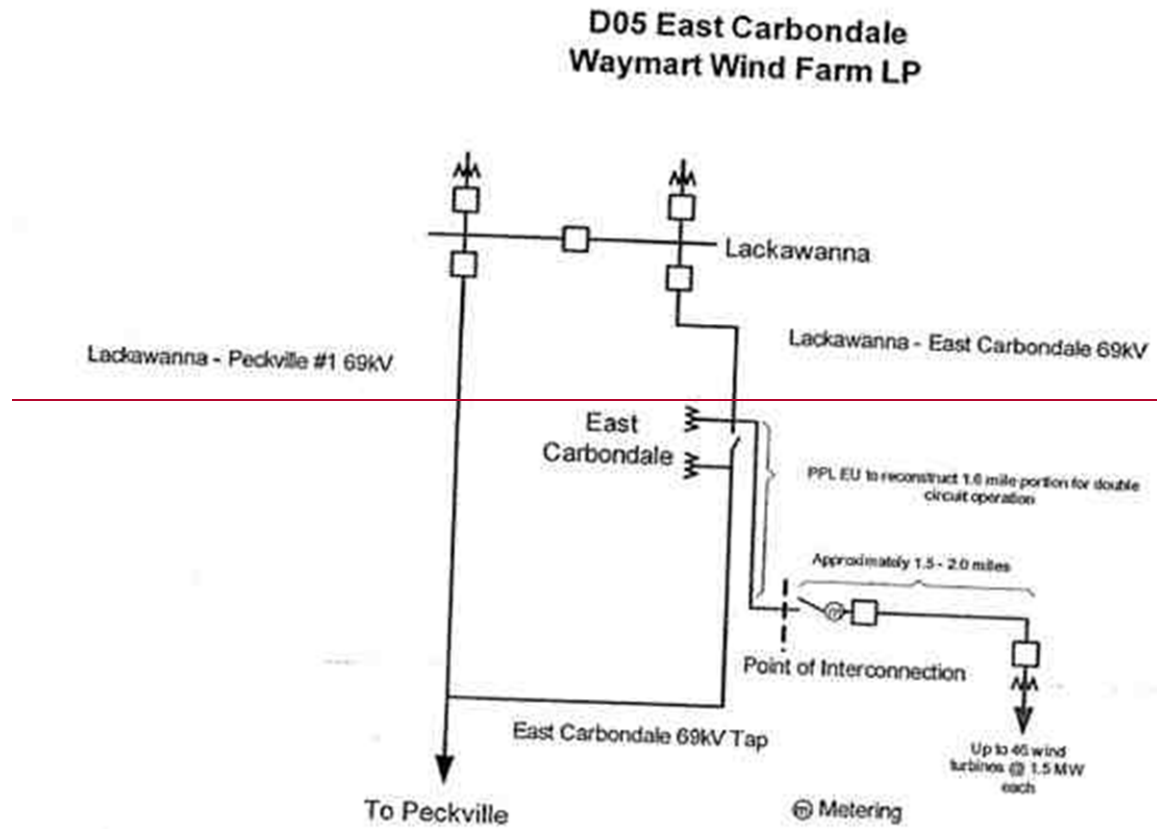 D05 East Carbondale
Waymart Wind Farm LP
Lackawanna
Lackawanna - East Carbondale 69kV
Lackawanna - Peckville #1 69kV
East
Carbondale
PPL EU to reconstruct 1.6 mile portion for double
circuit operation
Approximately 1.5 - 2.0 miles
Point of Interconnection
East Carbondale 69kV Tap
Up to 46 wind
turbines @ 1.5 MW
each
To Peckville
m Metering